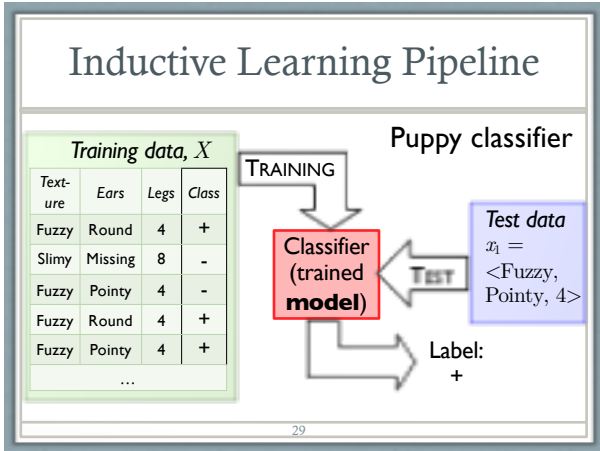 Inductive Learning Pipeline
Puppy classifier
Training data, X
Text-
ure Ears Legs Class
Fuzzy Round 4 +
Slimy Missing 8 -
Fuzzy Pointy 4 -
Fuzzy Round 4 +
Fuzzy Pointy 4 +
…
TRAINING
Classifier
(trained
model)
TEST
Test data
x₁ =
<Fuzzy,
Pointy, 4>
Label:
+
29